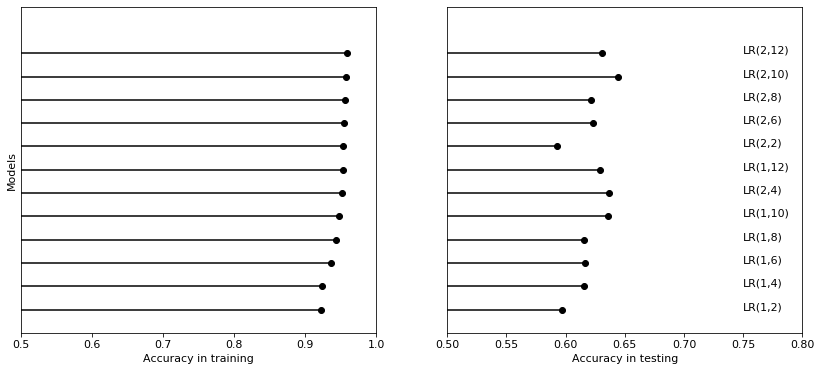 Models
0.5 0.6 0.7 0.8 0.9 1.0
Accuracy in training
LR(2,12)
LR(2,10)
LR(2,8)
LR(2,6)
LR(2,2)
LR(1,12)
LR(2,4)
LR(1,10)
LR(1,8)
LR(1,6)
LR(1,4)
LR(1,2)
0.50 0.55 0.60 0.65 0.70 0.75 0.80
Accuracy in testing